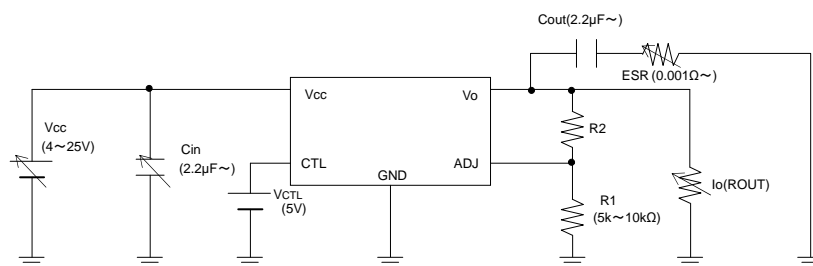 Cout(2.2µF～)
ESR (0.001Ω～)
Vcc
Vo
Vcc
(4～25V)
Cin
(2.2µF～)
R2
CTL
ADJ
GND
VCTL
(5V)
R1
(5k～10kΩ)
Io(ROUT)